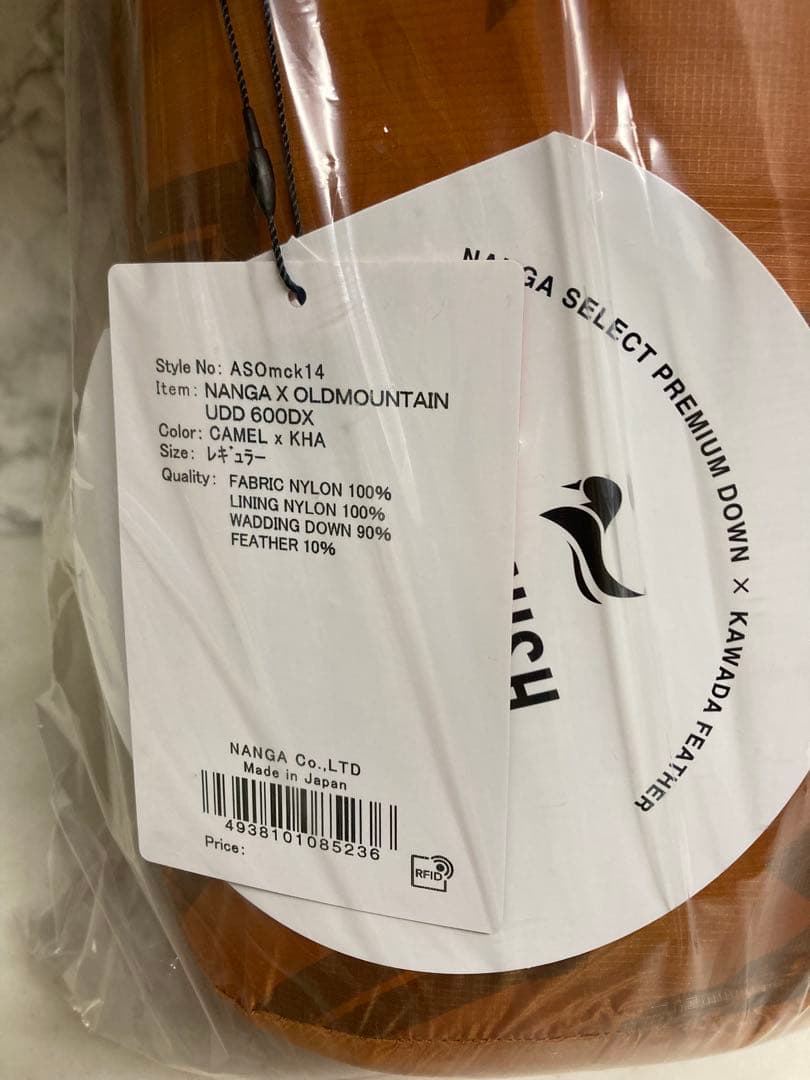 Style No: ASOmck14
Item: NANGA X OLDMOUNTAIN
UDD 600DX
Color: CAMEL x KHA
Size: ﾚｷﾞｭﾗｰ
Quality: FABRIC NYLON 100%
LINING NYLON 100%
WADDING DOWN 90%
FEATHER 10%
NANGA Co.,LTD
Made in Japan
4938101085236
Price:
RFID
NANGA SELECT PREMIUM DOWN × KAWADA FEATHER